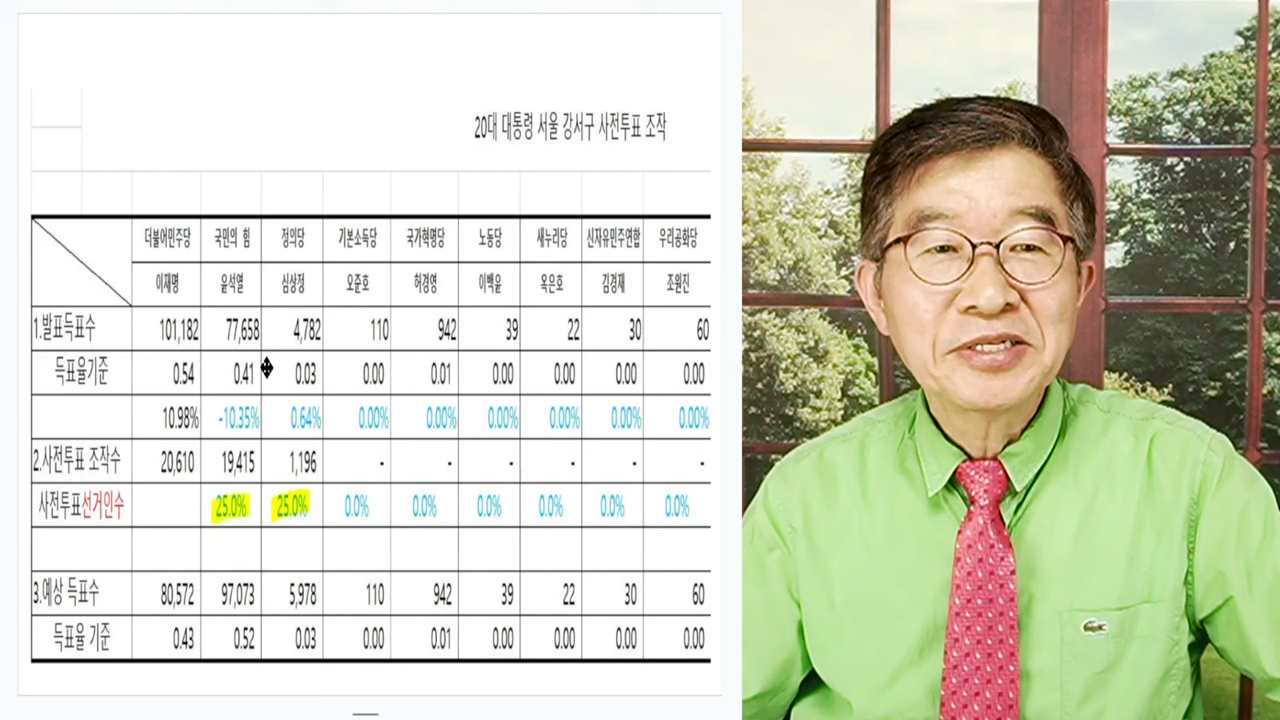 20대 대통령 서울 강서구 사전투표 조작
더불어민주당 국민의 힘 정의당 기본소득당 국가혁명당 노동당 새누리당 신자유민주연합 우리공화당
이재명 윤석열 심상정 오준호 허경영 이백윤 옥은호 김경재 조원진
1.발표득표수 101,182 77,658 4,782 110 942 39 22 30 60
득표율기준 0.54 0.41 0.03 0.00 0.01 0.00 0.00 0.00 0.00
10.98% -10.35% 0.64% 0.00% 0.00% 0.00% 0.00% 0.00% 0.00%
2.사전투표 조작수 20,610 19,415 1,196 - - - - - -
사전투표선거인수 25.0% 25.0% 0.0% 0.0% 0.0% 0.0% 0.0% 0.0%
3.예상 득표수 80,572 97,073 5,978 110 942 39 22 30 60
득표율 기준 0.43 0.52 0.03 0.00 0.01 0.00 0.00 0.00 0.00